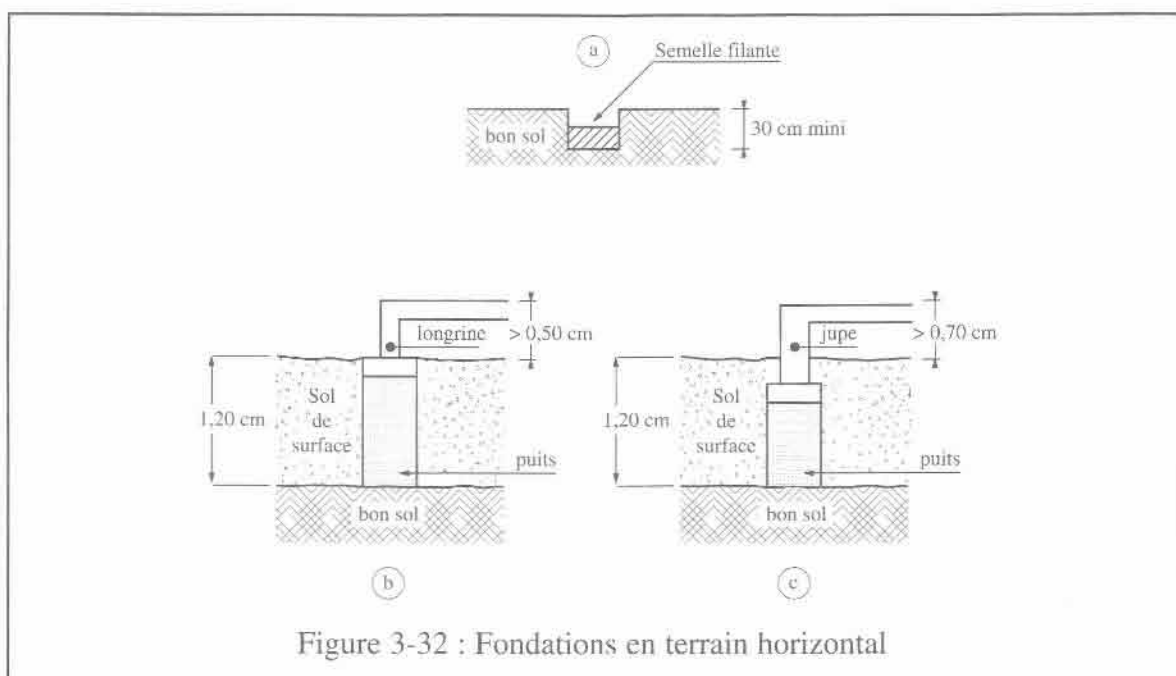 a
Semelle filante
bon sol
30 cm mini
longrine
> 0,50 cm
1,20 cm
Sol
de
surface
puits
bon sol
b
jupe
> 0,70 cm
1,20 cm
Sol
de
surface
puits
bon sol
c
Figure 3-32 : Fondations en terrain horizontal